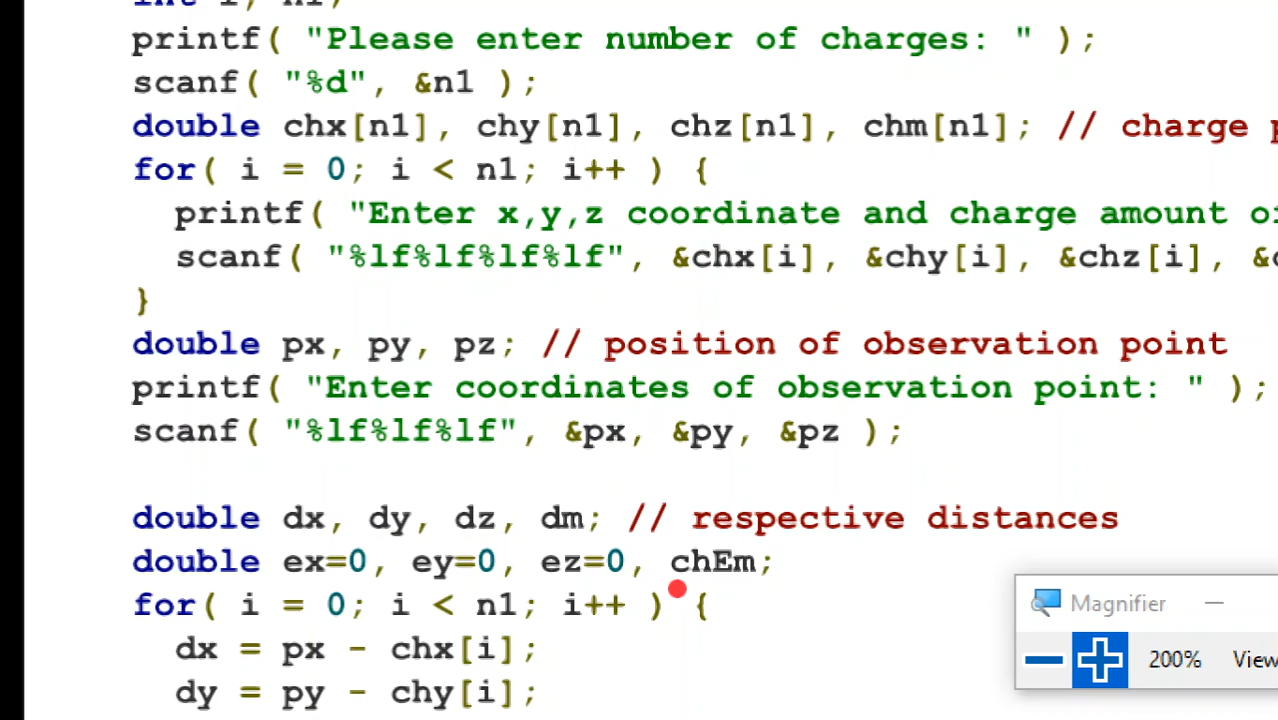 int i, n1;
printf( "Please enter number of charges: " );
scanf( "%d", &n1 );
double chx[n1], chy[n1], chz[n1], chm[n1]; // charge
for( i = 0; i < n1; i++ ) {
printf( "Enter x,y,z coordinate and charge amount
scanf( "%lf%lf%lf%lf", &chx[i], &chy[i], &chz[i],
}
double px, py, pz; // position of observation point
printf( "Enter coordinates of observation point: " );
scanf( "%lf%lf%lf", &px, &py, &pz );
double dx, dy, dz, dm; // respective distances
double ex=0, ey=0, ez=0, chEm;
for( i = 0; i < n1; i++ ) {
dx = px - chx[i];
dy = py - chy[i];
Magnifier
200%
View